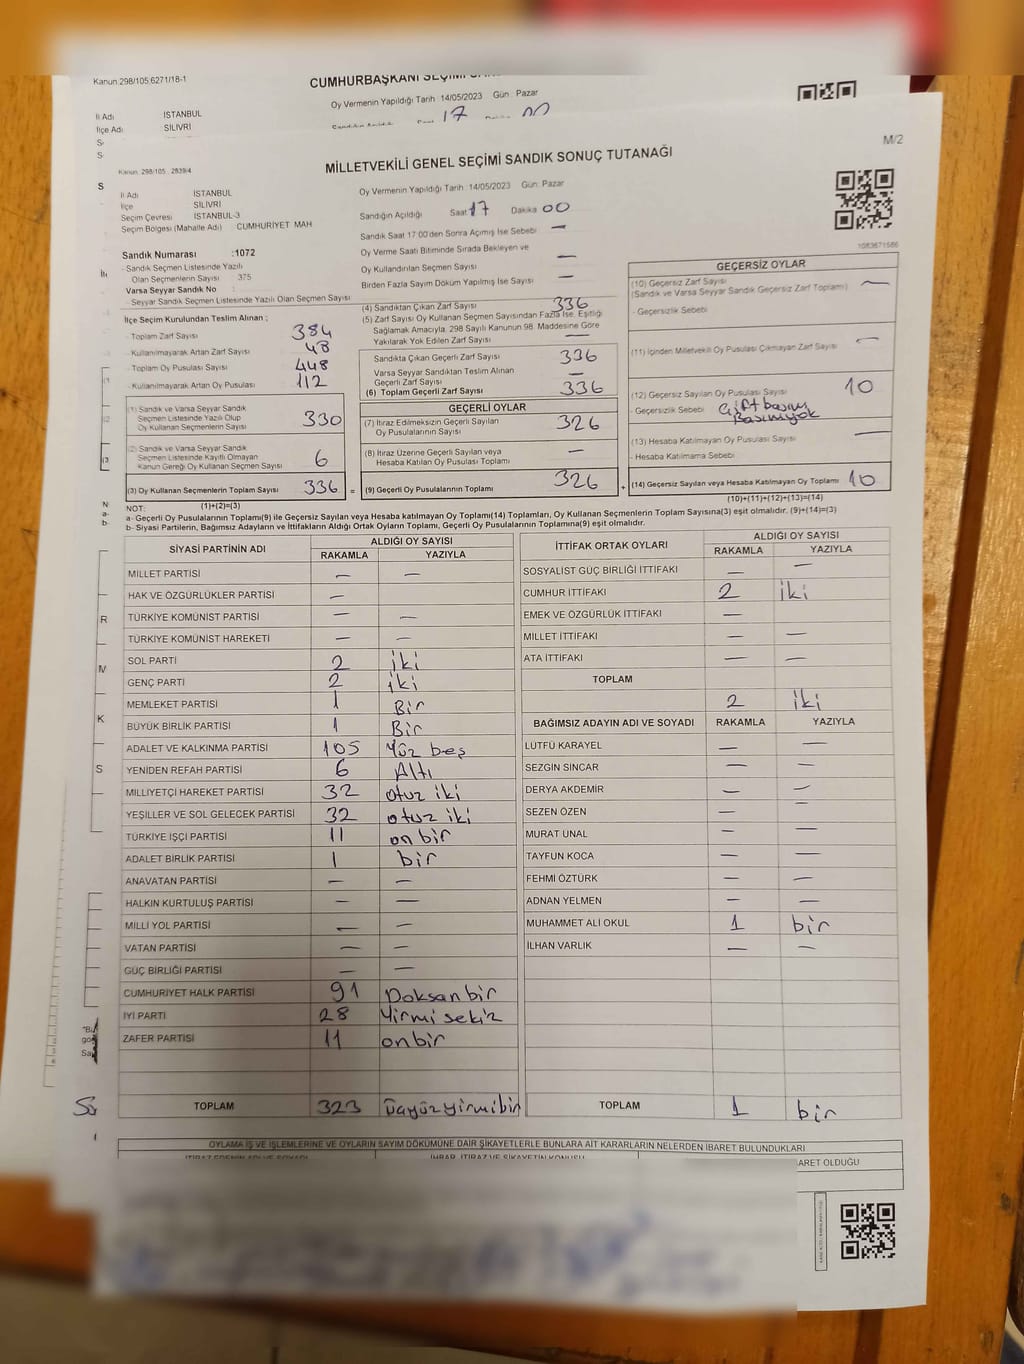 Kanun 298/105.6271/18-1
CUMHURBAŞKANI SEÇİMİ
Oy Vermenin Yapıldığı Tarih :14/05/2023 Gün: Pazar
İl Adı İSTANBUL
İlçe Adı SİLİVRİ
17 00
M/2
Kanun: 298/105 2839/4
MİLLETVEKİLİ GENEL SEÇİMİ SANDIK SONUÇ TUTANAĞI
İl Adı İSTANBUL
İlçe SİLİVRİ
Seçim Çevresi İSTANBUL-3
Seçim Bölgesi (Mahalle Adı) CUMHURİYET MAH
Oy Vermenin Yapıldığı Tarih :14/05/2023 Gün: Pazar
Sandığın Açıldığı Saat 17 Dakika 00
Sandık Saat 17:00'den Sonra Açımış İse Sebebi —
Oy Verme Saati Bitiminde Sırada Bekleyen ve
Oy Kullandırılan Seçmen Sayısı —
Birden Fazla Sayım Döküm Yapılmış İse Sayısı —
Sandık Numarası :1072
- Sandık Seçmen Listesinde Yazılı
Olan Seçmenlerin Sayısı : 375
Varsa Seyyar Sandık No :
- Seyyar Sandık Seçmen Listesinde Yazılı Olan Seçmen Sayısı
İlçe Seçim Kurulundan Teslim Alınan ;
- Toplam Zarf Sayısı 384
- Kullanılmayarak Artan Zarf Sayısı 48
- Toplam Oy Pusulası Sayısı 448
- Kullanılmayarak Artan Oy Pusulası 112
(1) Sandık ve Varsa Seyyar Sandık
Seçmen Listesinde Yazılı Olup
Oy Kullanan Seçmenlerin Sayısı 330
(2) Sandık ve Varsa Seyyar Sandık
Seçmen Listesinde Kayıtlı Olmayan
Kanun Gereği Oy Kullanan Seçmen Sayısı 6
(3) Oy Kullanan Seçmenlerin Toplam Sayısı 336 =
(1)+(2)=(3)
(4) Sandıktan Çıkan Zarf Sayısı 336
(5) Zarf Sayısı Oy Kullanan Seçmen Sayısından Fazla İse, Eşitliği
Sağlamak Amacıyla, 298 Sayılı Kanunun 98. Maddesine Göre
Yakılarak Yok Edilen Zarf Sayısı —
Sandıkta Çıkan Geçerli Zarf Sayısı 336
Varsa Seyyar Sandıktan Teslim Alınan
Geçerli Zarf Sayısı —
(6) Toplam Geçerli Zarf Sayısı 336
GEÇERLİ OYLAR
(7) İtiraz Edilmeksizin Geçerli Sayılan
Oy Pusulalarının Sayısı 326
(8) İtiraz Üzerine Geçerli Sayılan veya
Hesaba Katılan Oy Pusulası Toplamı —
(9) Geçerli Oy Pusulalarının Toplamı 326 +
1083671586
GEÇERSİZ OYLAR
(10) Geçersiz Zarf Sayısı —
(Sandık ve Varsa Seyyar Sandık Geçersiz Zarf Toplamı)
- Geçersizlik Sebebi
(11) İçinden Milletvekili Oy Pusulası Çıkmayan Zarf Sayısı —
(12) Geçersiz Sayılan Oy Pusulası Sayısı 10
- Geçersizlik Sebebi Çift basım
Basım yok
(13) Hesaba Katılmayan Oy Pusulası Sayısı —
- Hesaba Katılmama Sebebi
(14) Geçersiz Sayılan veya Hesaba Katılmayan Oy Toplamı 10
(10)+(11)+(12)+(13)=(14)
NOT:
a- Geçerli Oy Pusulalarının Toplamı(9) ile Geçersiz Sayılan veya Hesaba katılmayan Oy Toplamı(14) Toplamları, Oy Kullanan Seçmenlerin Toplam Sayısına(3) eşit olmalıdır. (9)+(14)=(3)
b- Siyasi Partilerin, Bağımsız Adayların ve İttifakların Aldığı Ortak Oyların Toplamı, Geçerli Oy Pusulalarının Toplamına(9) eşit olmalıdır.
SİYASİ PARTİNİN ADI ALDIĞI OY SAYISI
RAKAMLA YAZIYLA
MİLLET PARTİSİ — —
HAK VE ÖZGÜRLÜKLER PARTİSİ —
TÜRKİYE KOMÜNİST PARTİSİ — —
TÜRKİYE KOMÜNİST HAREKETİ — —
SOL PARTİ 2 iki
GENÇ PARTİ 2 iki
MEMLEKET PARTİSİ 1 Bir
BÜYÜK BİRLİK PARTİSİ 1 Bir
ADALET VE KALKINMA PARTİSİ 105 Yüz beş
YENİDEN REFAH PARTİSİ 6 Altı
MİLLİYETÇİ HAREKET PARTİSİ 32 otuz iki
YEŞİLLER VE SOL GELECEK PARTİSİ 32 otuz iki
TÜRKİYE İŞÇİ PARTİSİ 11 on bir
ADALET BİRLİK PARTİSİ 1 bir
ANAVATAN PARTİSİ — —
HALKIN KURTULUŞ PARTİSİ — —
MİLLİ YOL PARTİSİ — —
VATAN PARTİSİ — —
GÜÇ BİRLİĞİ PARTİSİ — —
CUMHURİYET HALK PARTİSİ 91 Doksan bir
İYİ PARTİ 28 Yirmi sekiz
ZAFER PARTİSİ 11 on bir
TOPLAM 323 üçyüzyirmibir
İTTİFAK ORTAK OYLARI ALDIĞI OY SAYISI
RAKAMLA YAZIYLA
SOSYALİST GÜÇ BİRLİĞİ İTTİFAKI — —
CUMHUR İTTİFAKI 2 iki
EMEK VE ÖZGÜRLÜK İTTİFAKI —
MİLLET İTTİFAKI — —
ATA İTTİFAKI — —
TOPLAM 2 iki
BAĞIMSIZ ADAYIN ADI VE SOYADI RAKAMLA YAZIYLA
LÜTFÜ KARAYEL — —
SEZGİN SİNCAR — —
DERYA AKDEMİR — —
SEZEN ÖZEN — —
MURAT ÜNAL — —
TAYFUN KOCA — —
FEHMİ ÖZTÜRK — —
ADNAN YELMEN — —
MUHAMMET ALİ OKUL 1 bir
İLHAN VARLIK — —
TOPLAM 1 bir
OYLAMA İŞ VE İŞLEMLERİNE VE OYLARIN SAYIM DÖKÜMÜNE DAİR ŞİKAYETLERLE BUNLARA AİT KARARLARIN NELERDEN İBARET BULUNDUKLARI
İHBAR, İTİRAZ VE ŞİKAYETİN KONUSU
BARET OLDUĞU